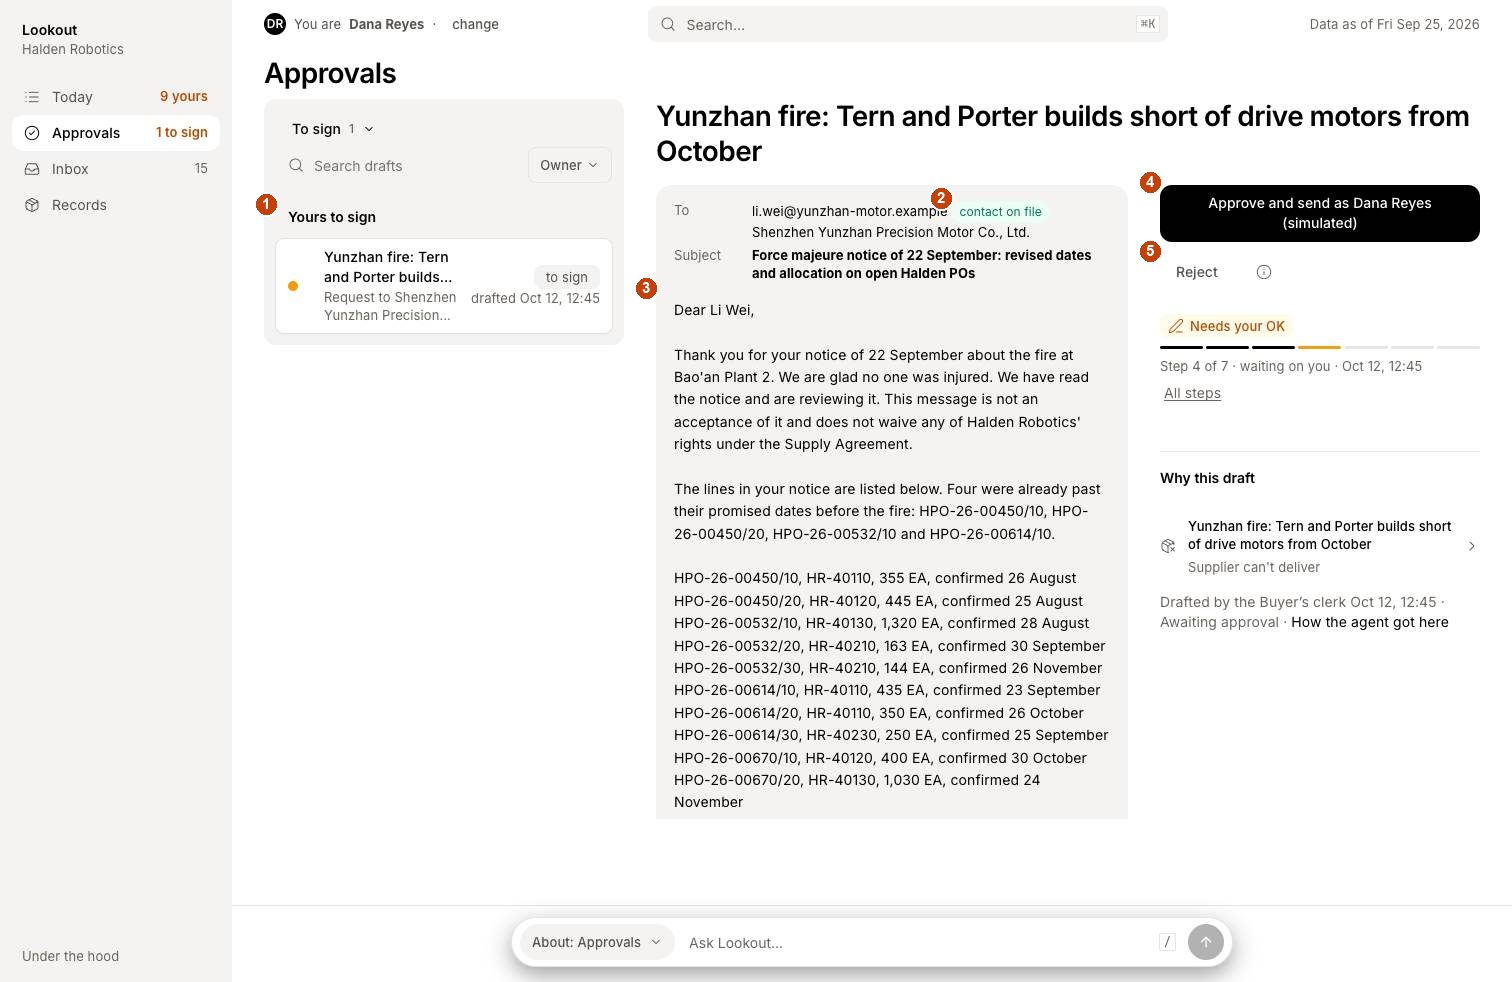 Lookout
Halden Robotics
Today 9 yours
Approvals 1 to sign
Inbox 15
Records
Under the hood
DR You are Dana Reyes · change
Search... ⌘K
Data as of Fri Sep 25, 2026
Approvals
To sign 1
Search drafts
Owner
1
Yours to sign
Yunzhan fire: Tern
and Porter builds...
to sign
Request to Shenzhen
Yunzhan Precision...
drafted Oct 12, 12:45
Yunzhan fire: Tern and Porter builds short of drive motors from
October
2
To li.wei@yunzhan-motor.example contact on file
Shenzhen Yunzhan Precision Motor Co., Ltd.
Subject Force majeure notice of 22 September: revised dates
and allocation on open Halden POs
3
Dear Li Wei,
Thank you for your notice of 22 September about the fire at
Bao'an Plant 2. We are glad no one was injured. We have read
the notice and are reviewing it. This message is not an
acceptance of it and does not waive any of Halden Robotics'
rights under the Supply Agreement.
The lines in your notice are listed below. Four were already past
their promised dates before the fire: HPO-26-00450/10, HPO-
26-00450/20, HPO-26-00532/10 and HPO-26-00614/10.
HPO-26-00450/10, HR-40110, 355 EA, confirmed 26 August
HPO-26-00450/20, HR-40120, 445 EA, confirmed 25 August
HPO-26-00532/10, HR-40130, 1,320 EA, confirmed 28 August
HPO-26-00532/20, HR-40210, 163 EA, confirmed 30 September
HPO-26-00532/30, HR-40210, 144 EA, confirmed 26 November
HPO-26-00614/10, HR-40110, 435 EA, confirmed 23 September
HPO-26-00614/20, HR-40110, 350 EA, confirmed 26 October
HPO-26-00614/30, HR-40230, 250 EA, confirmed 25 September
HPO-26-00670/10, HR-40120, 400 EA, confirmed 30 October
HPO-26-00670/20, HR-40130, 1,030 EA, confirmed 24
November
4
Approve and send as Dana Reyes
(simulated)
5
Reject
Needs your OK
Step 4 of 7 · waiting on you · Oct 12, 12:45
All steps
Why this draft
Yunzhan fire: Tern and Porter builds short
of drive motors from October
Supplier can't deliver
Drafted by the Buyer's clerk Oct 12, 12:45 ·
Awaiting approval · How the agent got here
About: Approvals
Ask Lookout...
/